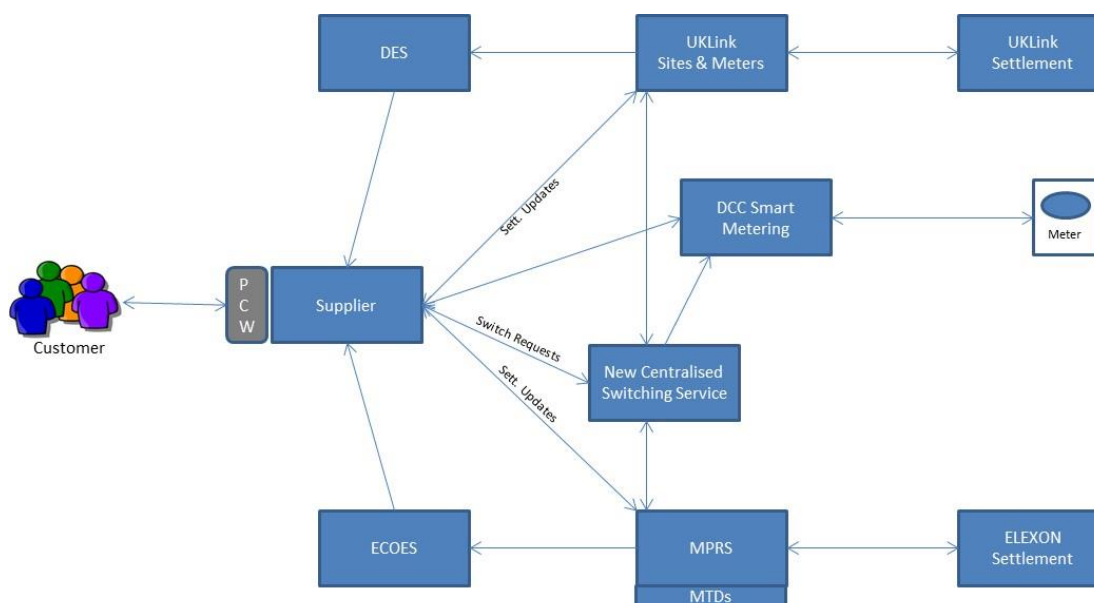 DES
UKLink
Sites & Meters
UKLink
Settlement
Sett. Updates
DCC Smart
Metering
Meter
P
C
W
Supplier
Customer
Switch Requests
New Centralised
Switching Service
Sett. Updates
ECOES
MPRS
ELEXON
Settlement
MTDs